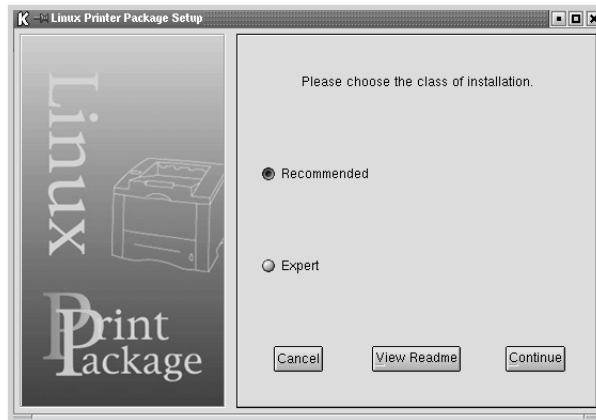 Linux Printer Package Setup
Linux
Print
Package
Please choose the class of installation.
Recommended
Expert
Cancel
View Readme
Continue